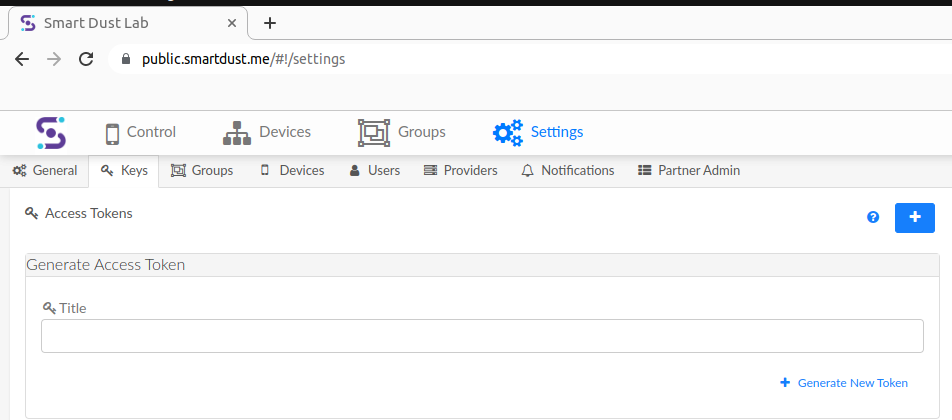 Smart Dust Lab
public.smartdust.me/#!/settings
Control Devices Groups Settings
General Keys Groups Devices Users Providers Notifications Partner Admin
Access Tokens
Generate Access Token
Title
Generate New Token